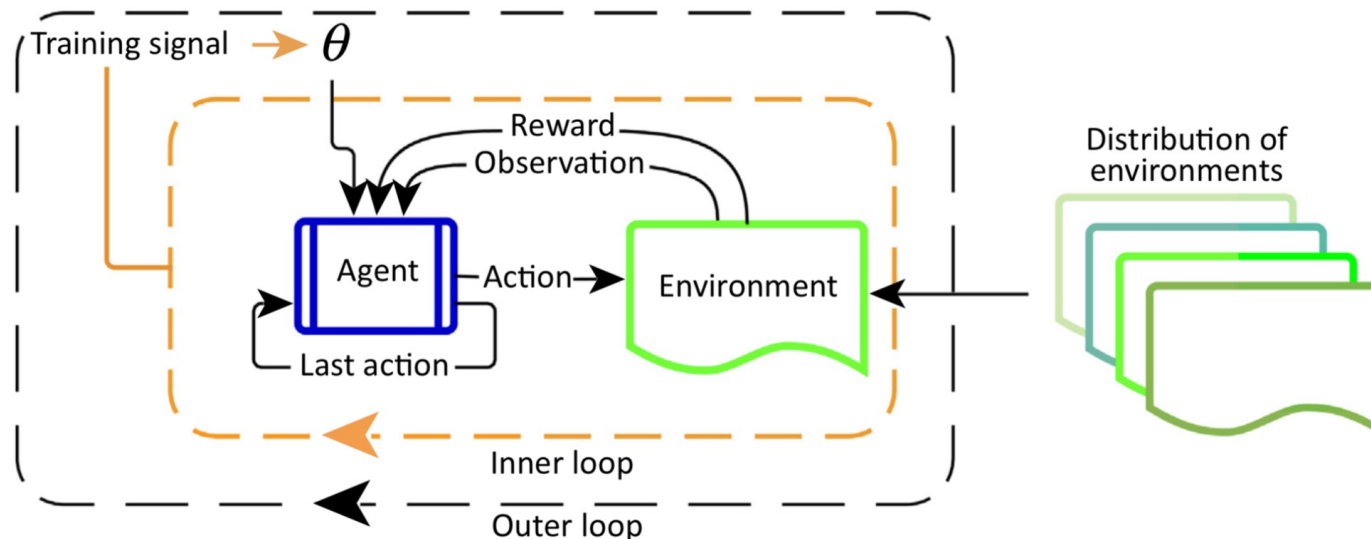 Training signal
θ
Reward
Observation
Distribution of
environments
Agent
Action
Environment
Last action
Inner loop
Outer loop